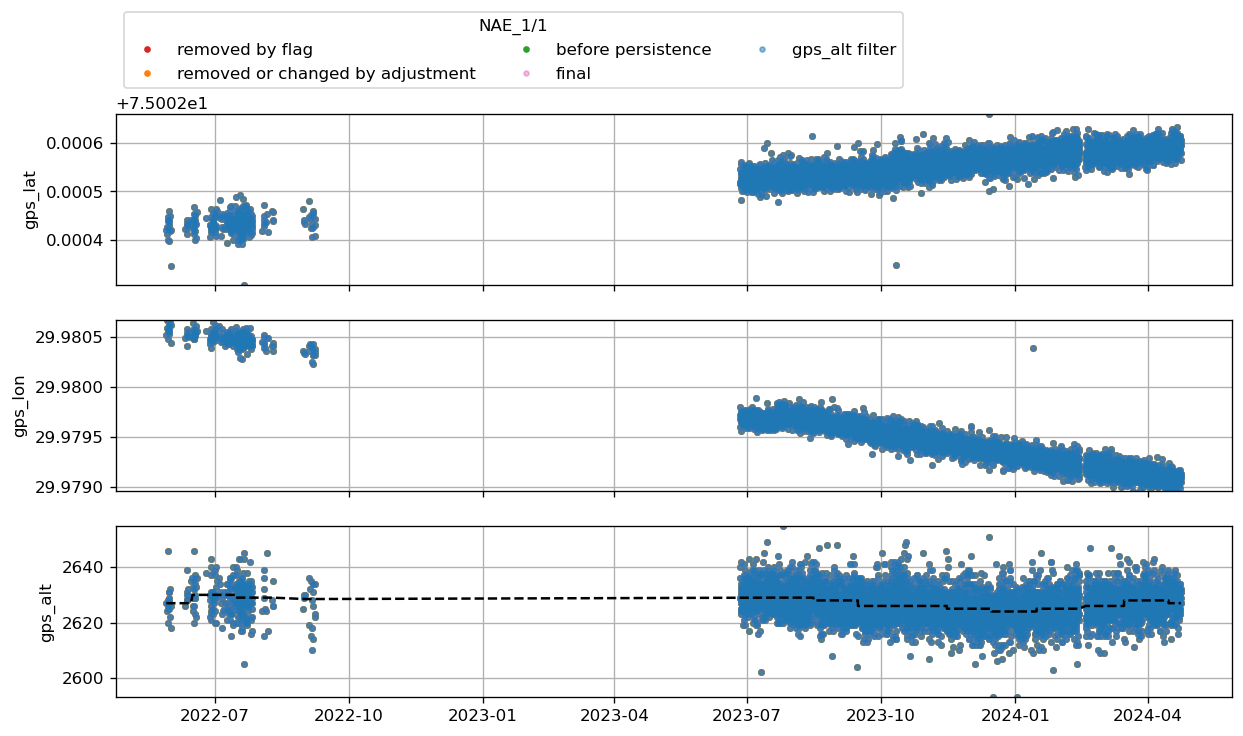 NAE_1/1
removed by flag
before persistence
gps_alt filter
removed or changed by adjustment
final
+7.5002e1
0.0006
0.0005
0.0004
gps_lat
29.9805
29.9800
29.9795
29.9790
gps_lon
2640
2620
2600
gps_alt
2022-07
2022-10
2023-01
2023-04
2023-07
2023-10
2024-01
2024-04